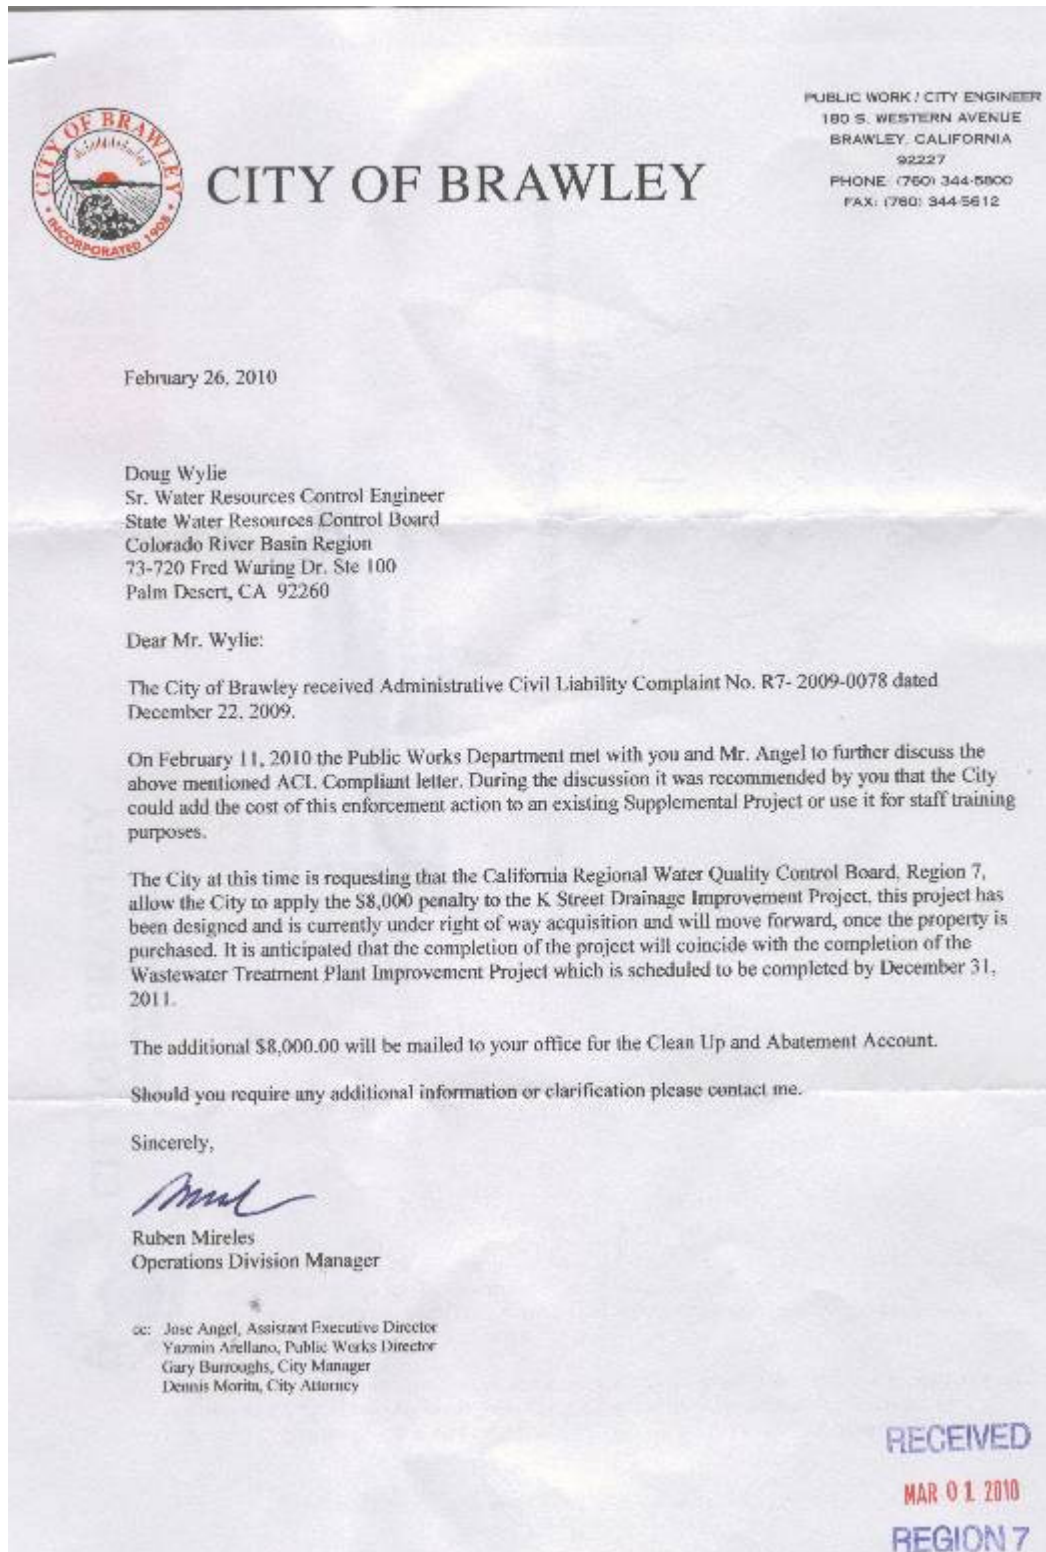 CITY OF BRAWLEY
INCORPORATED 1908
CITY OF BRAWLEY
PUBLIC WORK / CITY ENGINEER
180 S. WESTERN AVENUE
BRAWLEY, CALIFORNIA
92227
PHONE: (760) 344-5800
FAX: (760) 344-5612
February 26, 2010
Doug Wylie
Sr. Water Resources Control Engineer
State Water Resources Control Board
Colorado River Basin Region
73-720 Fred Waring Dr. Ste 100
Palm Desert, CA 92260
Dear Mr. Wylie:
The City of Brawley received Administrative Civil Liability Complaint No. R7- 2009-0078 dated
December 22, 2009.
On February 11, 2010 the Public Works Department met with you and Mr. Angel to further discuss the
above mentioned ACL Compliant letter. During the discussion it was recommended by you that the City
could add the cost of this enforcement action to an existing Supplemental Project or use it for staff training
purposes.
The City at this time is requesting that the California Regional Water Quality Control Board, Region 7,
allow the City to apply the $8,000 penalty to the K Street Drainage Improvement Project, this project has
been designed and is currently under right of way acquisition and will move forward, once the property is
purchased. It is anticipated that the completion of the project will coincide with the completion of the
Wastewater Treatment Plant Improvement Project which is scheduled to be completed by December 31,
2011.
The additional $8,000.00 will be mailed to your office for the Clean Up and Abatement Account.
Should you require any additional information or clarification please contact me.
Sincerely,
Ruben Mireles
Operations Division Manager
cc: Jose Angel, Assistant Executive Director
Yazmin Arellano, Public Works Director
Gary Burroughs, City Manager
Dennis Morita, City Attorney
RECEIVED
MAR 01 2010
REGION 7